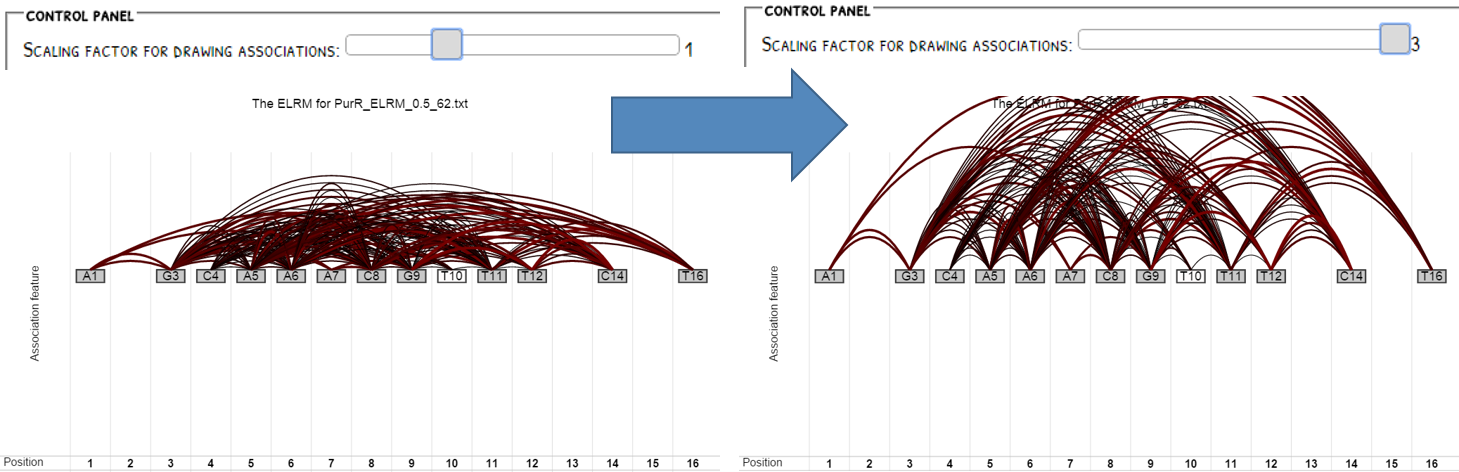 CONTROL PANEL
SCALING FACTOR FOR DRAWING ASSOCIATIONS: 1
The ELRM for PurR_ELRM_0.5_62.txt
A1 G3 C4 A5 A6 A7 C8 G9 T10 T11 T12 C14 T16
Association feature
Position 1 2 3 4 5 6 7 8 9 10 11 12 13 14 15 16
CONTROL PANEL
SCALING FACTOR FOR DRAWING ASSOCIATIONS: 3
The ELRM for PurR_ELRM_0.5_62.txt
A1 G3 C4 A5 A6 A7 C8 G9 T10 T11 T12 C14 T16
Association feature
Position 1 2 3 4 5 6 7 8 9 10 11 12 13 14 15 16